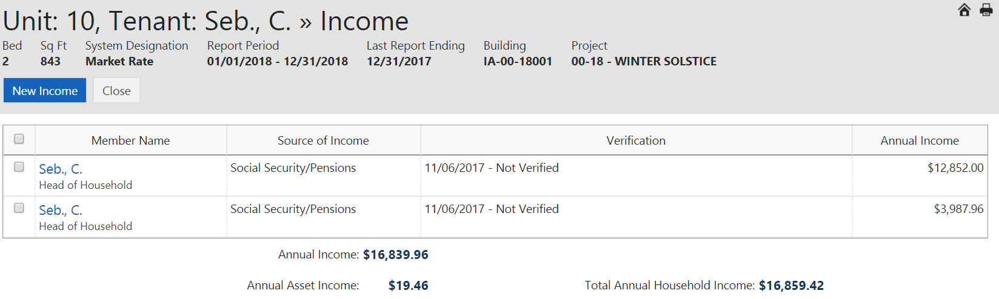 Unit: 10, Tenant: Seb., C. » Income
Bed Sq Ft System Designation Report Period Last Report Ending Building Project
2 843 Market Rate 01/01/2018 - 12/31/2018 12/31/2017 IA-00-18001 00-18 - WINTER SOLSTICE
New Income Close
Member Name Source of Income Verification Annual Income
Seb., C. Social Security/Pensions 11/06/2017 - Not Verified $12,852.00
Head of Household
Seb., C. Social Security/Pensions 11/06/2017 - Not Verified $3,987.96
Head of Household
Annual Income: $16,839.96
Annual Asset Income: $19.46 Total Annual Household Income: $16,859.42